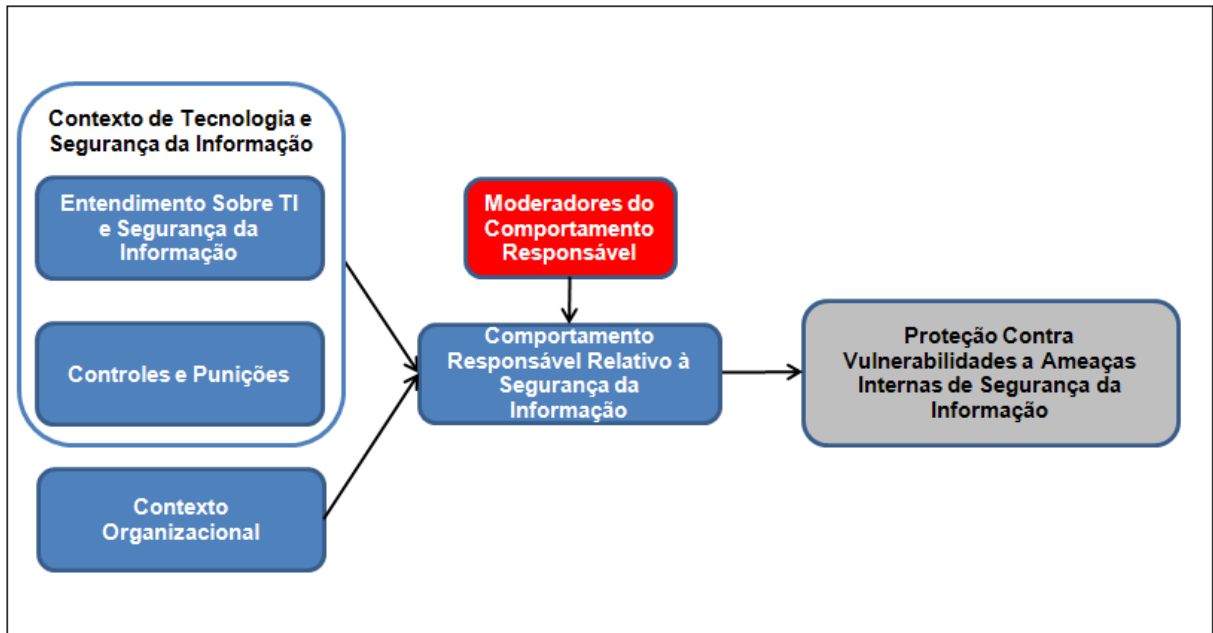 Contexto de Tecnologia e
Segurança da Informação
Entendimento Sobre TI
e Segurança da
Informação
Controles e Punições
Contexto
Organizacional
Moderadores do
Comportamento
Responsável
Comportamento
Responsável Relativo à
Segurança da
Informação
Proteção Contra
Vulnerabilidades a Ameaças
Internas de Segurança da
Informação